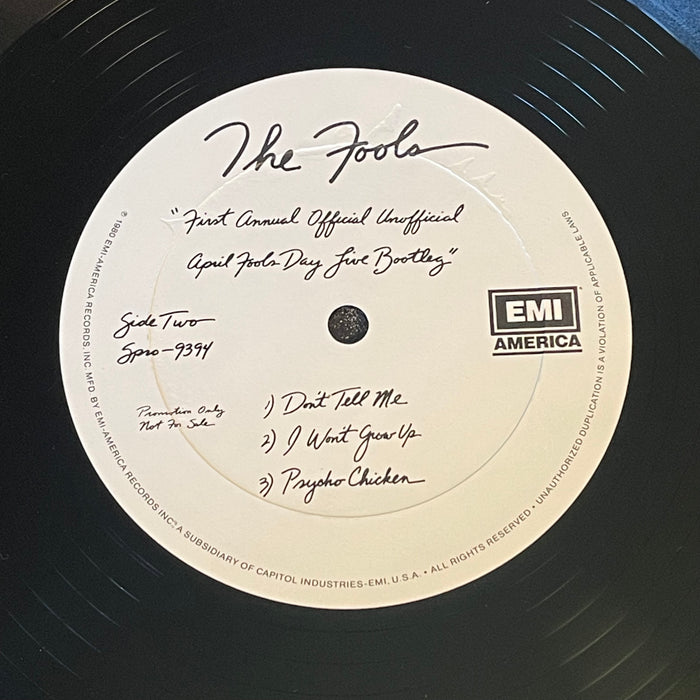 The Fools
"First Annual Official Unofficial
April Fools Day Live Bootleg"
Side Two
Spro-9394
EMI
AMERICA
Promotion Only
Not For Sale
1) Don't Tell Me
2) I Won't Grow Up
3) Psycho Chicken
℗ 1980 EMI-AMERICA RECORDS, INC. MFD. BY EMI-AMERICA RECORDS INC., A SUBSIDIARY OF CAPITOL INDUSTRIES-EMI, U.S.A. • ALL RIGHTS RESERVED • UNAUTHORIZED DUPLICATION IS A VIOLATION OF APPLICABLE LAWS